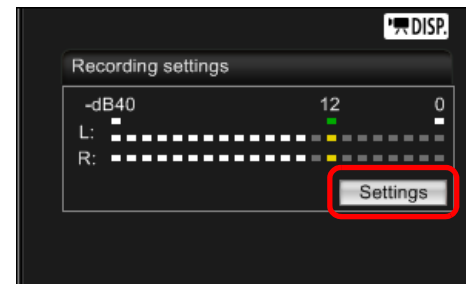 DISP.
Recording settings
-dB40 12 0
L:
R:
Settings